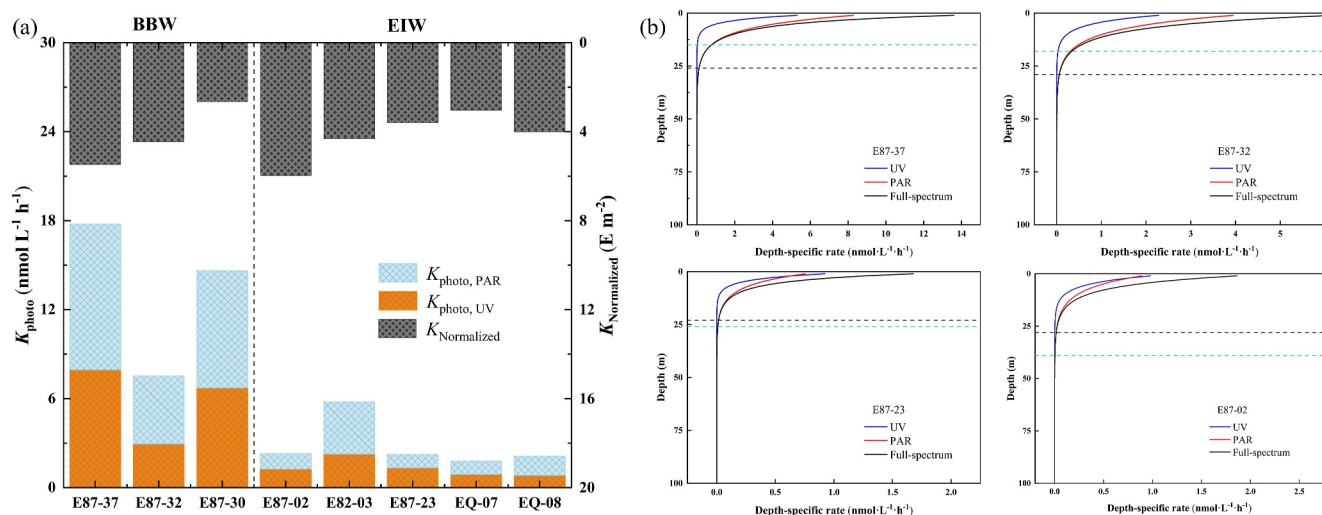 (a)
BBW
EIW
30
24
18
12
6
0
K_photo (nmol L⁻¹ h⁻¹)
0
4
8
12
16
20
K_Normalized (E m⁻²)
K_photo, PAR
K_photo, UV
K_Normalized
E87-37 E87-32 E87-30 E87-02 E82-03 E87-23 EQ-07 EQ-08
(b)
0
25
50
75
100
Depth (m)
E87-37
UV
PAR
Full-spectrum
0 2 4 6 8 10 12 14
Depth-specific rate (nmol·L⁻¹·h⁻¹)
0
25
50
75
100
Depth (m)
E87-32
UV
PAR
Full-spectrum
0 1 2 3 4 5
Depth-specific rate (nmol·L⁻¹·h⁻¹)
0
25
50
75
100
Depth (m)
E87-23
UV
PAR
Full-spectrum
0.0 0.5 1.0 1.5 2.0
Depth-specific rate (nmol·L⁻¹·h⁻¹)
0
25
50
75
100
Depth (m)
E87-02
UV
PAR
Full-spectrum
0.0 0.5 1.0 1.5 2.0 2.5
Depth-specific rate (nmol·L⁻¹·h⁻¹)